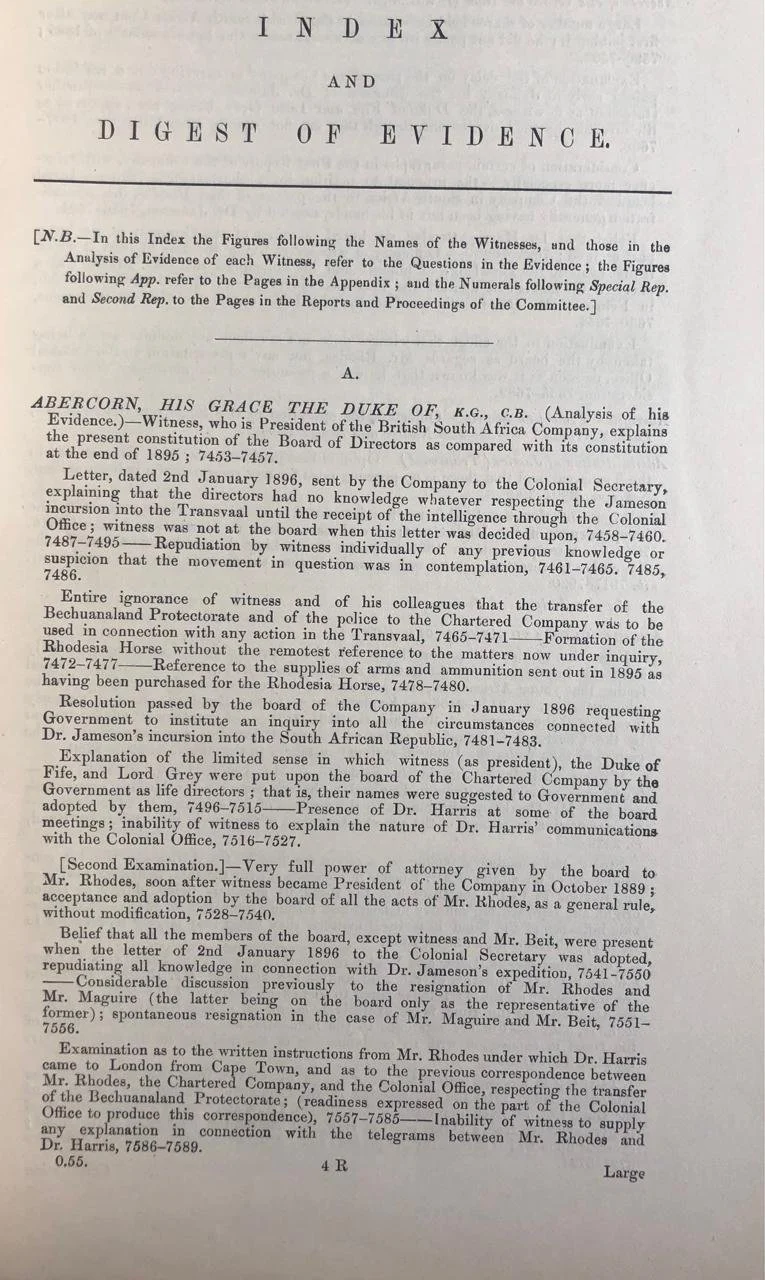 INDEX
AND
DIGEST OF EVIDENCE.
[N.B.—In this Index the Figures following the Names of the Witnesses, and those in the
Analysis of Evidence of each Witness, refer to the Questions in the Evidence; the Figures
following App. refer to the Pages in the Appendix; and the Numerals following Special Rep.
and Second Rep. to the Pages in the Reports and Proceedings of the Committee.]
A.
ABERCORN, HIS GRACE THE DUKE OF, K.G., C.B. (Analysis of his
Evidence.)—Witness, who is President of the British South Africa Company, explains
the present constitution of the Board of Directors as compared with its constitution
at the end of 1895; 7453–7457.
Letter, dated 2nd January 1896, sent by the Company to the Colonial Secretary,
explaining that the directors had no knowledge whatever respecting the Jameson
incursion into the Transvaal until the receipt of the intelligence through the Colonial
Office; witness was not at the board when this letter was decided upon, 7458–7460.
7487–7495——Repudiation by witness individually of any previous knowledge or
suspicion that the movement in question was in contemplation, 7461–7465. 7485,
7486.
Entire ignorance of witness and of his colleagues that the transfer of the
Bechuanaland Protectorate and of the police to the Chartered Company was to be
used in connection with any action in the Transvaal, 7465–7471——Formation of the
Rhodesia Horse without the remotest reference to the matters now under inquiry,
7472–7477——Reference to the supplies of arms and ammunition sent out in 1895 as
having been purchased for the Rhodesia Horse, 7478–7480.
Resolution passed by the board of the Company in January 1896 requesting
Government to institute an inquiry into all the circumstances connected with
Dr. Jameson's incursion into the South African Republic, 7481–7483.
Explanation of the limited sense in which witness (as president), the Duke of
Fife, and Lord Grey were put upon the board of the Chartered Company by the
Government as life directors; that is, their names were suggested to Government and
adopted by them, 7496–7515——Presence of Dr. Harris at some of the board
meetings; inability of witness to explain the nature of Dr. Harris' communications
with the Colonial Office, 7516–7527.
[Second Examination.]—Very full power of attorney given by the board to
Mr. Rhodes, soon after witness became President of the Company in October 1889;
acceptance and adoption by the board of all the acts of Mr. Rhodes, as a general rule,
without modification, 7528–7540.
Belief that all the members of the board, except witness and Mr. Beit, were present
when the letter of 2nd January 1896 to the Colonial Secretary was adopted,
repudiating all knowledge in connection with Dr. Jameson's expedition, 7541–7550
——Considerable discussion previously to the resignation of Mr. Rhodes and
Mr. Maguire (the latter being on the board only as the representative of the
former); spontaneous resignation in the case of Mr. Maguire and Mr. Beit, 7551–
7556.
Examination as to the written instructions from Mr. Rhodes under which Dr. Harris
came to London from Cape Town, and as to the previous correspondence between
Mr. Rhodes, the Chartered Company, and the Colonial Office, respecting the transfer
of the Bechuanaland Protectorate; (readiness expressed on the part of the Colonial
Office to produce this correspondence), 7557–7585——Inability of witness to supply
any explanation in connection with the telegrams between Mr. Rhodes and
Dr. Harris, 7586–7589.
0.55. 4 R Large